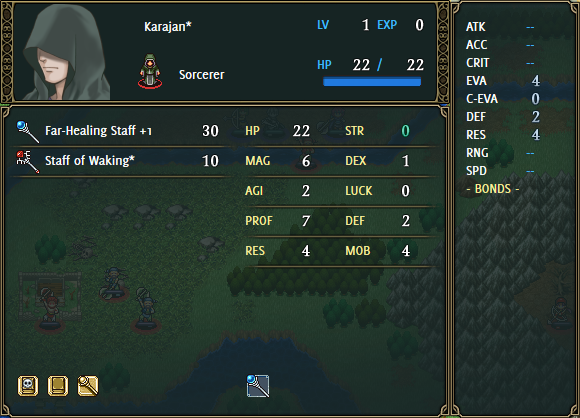 Karajan*
LV 1 EXP 0
Sorcerer
HP 22 / 22
Far-Healing Staff +1 30
Staff of Waking* 10
HP 22 STR 0
MAG 6 DEX 1
AGI 2 LUCK 0
PROF 7 DEF 2
RES 4 MOB 4
ATK --
ACC --
CRIT --
EVA 4
C-EVA 0
DEF 2
RES 4
RNG --
SPD --
- BONDS -